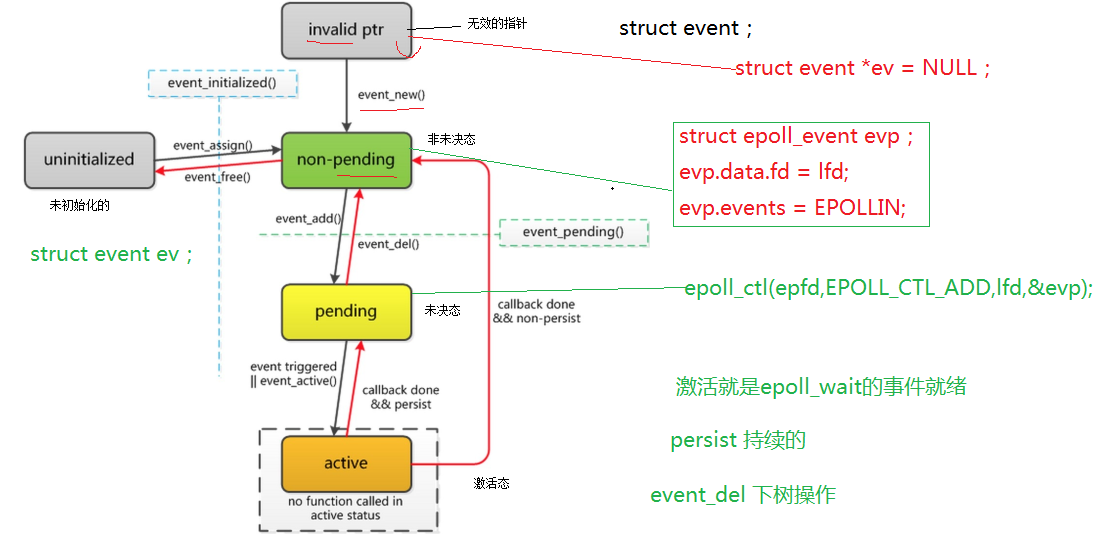 invalid ptr
无效的指针
struct event ;
struct event *ev = NULL ;
event_initialized()
event_new()
uninitialized
event_assign()
event_free()
non-pending
非未决态
struct epoll_event evp ;
evp.data.fd = lfd;
evp.events = EPOLLIN;
未初始化的
struct event ev ;
event_add()
event_del()
event_pending()
pending
未决态
epoll_ctl(epfd,EPOLL_CTL_ADD,lfd,&evp);
callback done
&& non-persist
event triggered
|| event_active()
callback done
&& persist
激活就是epoll_wait的事件就绪
persist 持续的
active
激活态
event_del 下树操作
no function called in
active status